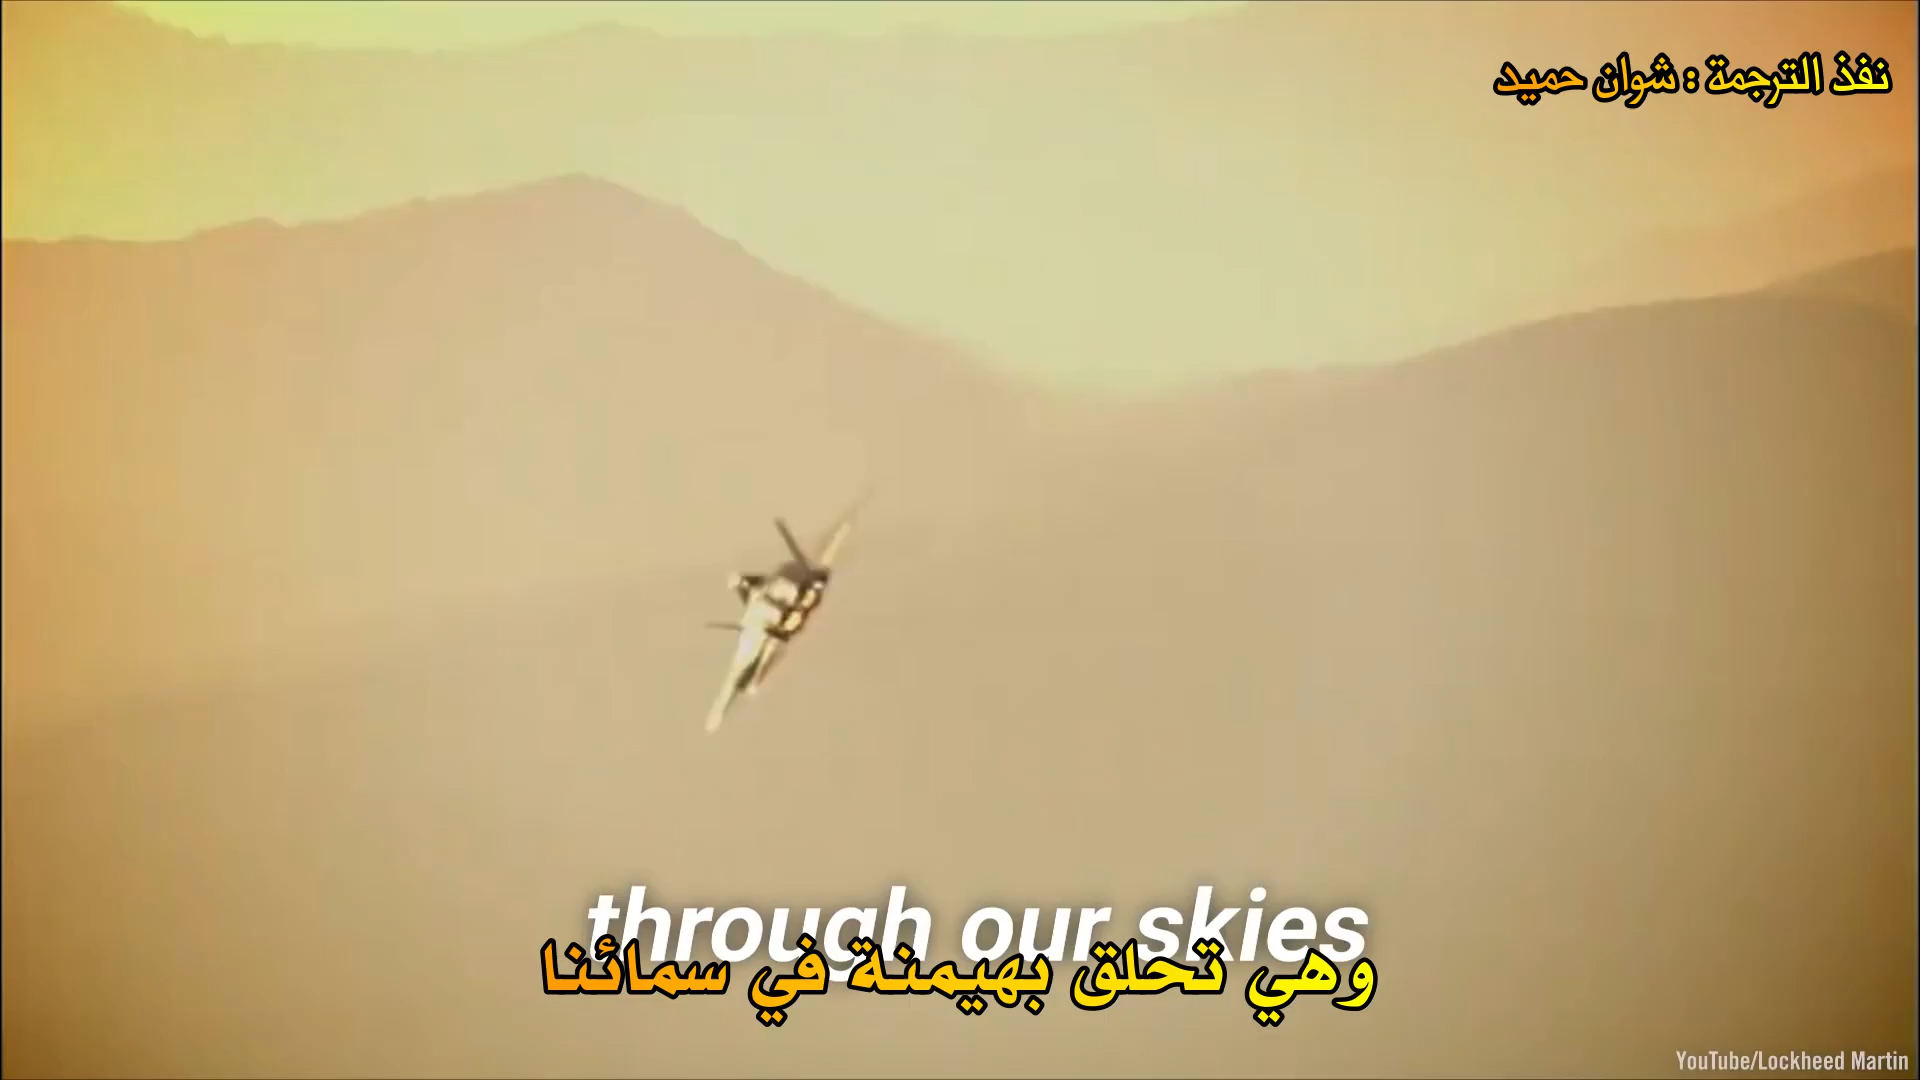 نفذ الترجمة : شوان حميد
through our skies
وهي تحلق بهيمنة في سمائنا
YouTube/Lockheed Martin